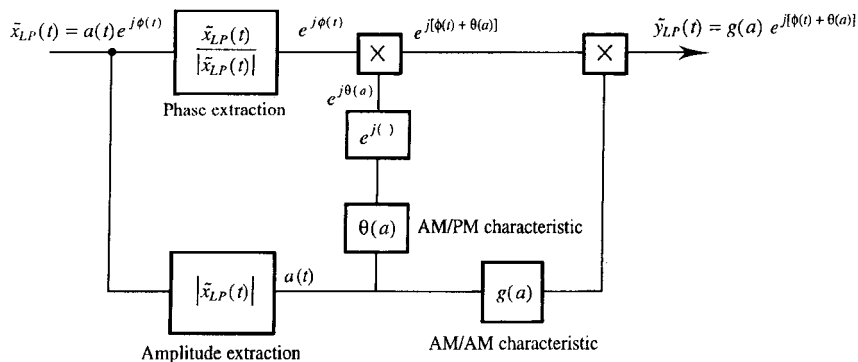 x̃_LP(t) = a(t) e^{jϕ(t)}
x̃_LP(t)
|x̃_LP(t)|
e^{jϕ(t)}
×
e^{j[ϕ(t) + θ(a)]}
×
ỹ_LP(t) = g(a) e^{j[ϕ(t) + θ(a)]}
Phase extraction
e^{jθ(a)}
e^{j( )}
θ(a)
AM/PM characteristic
|x̃_LP(t)|
a(t)
g(a)
Amplitude extraction
AM/AM characteristic